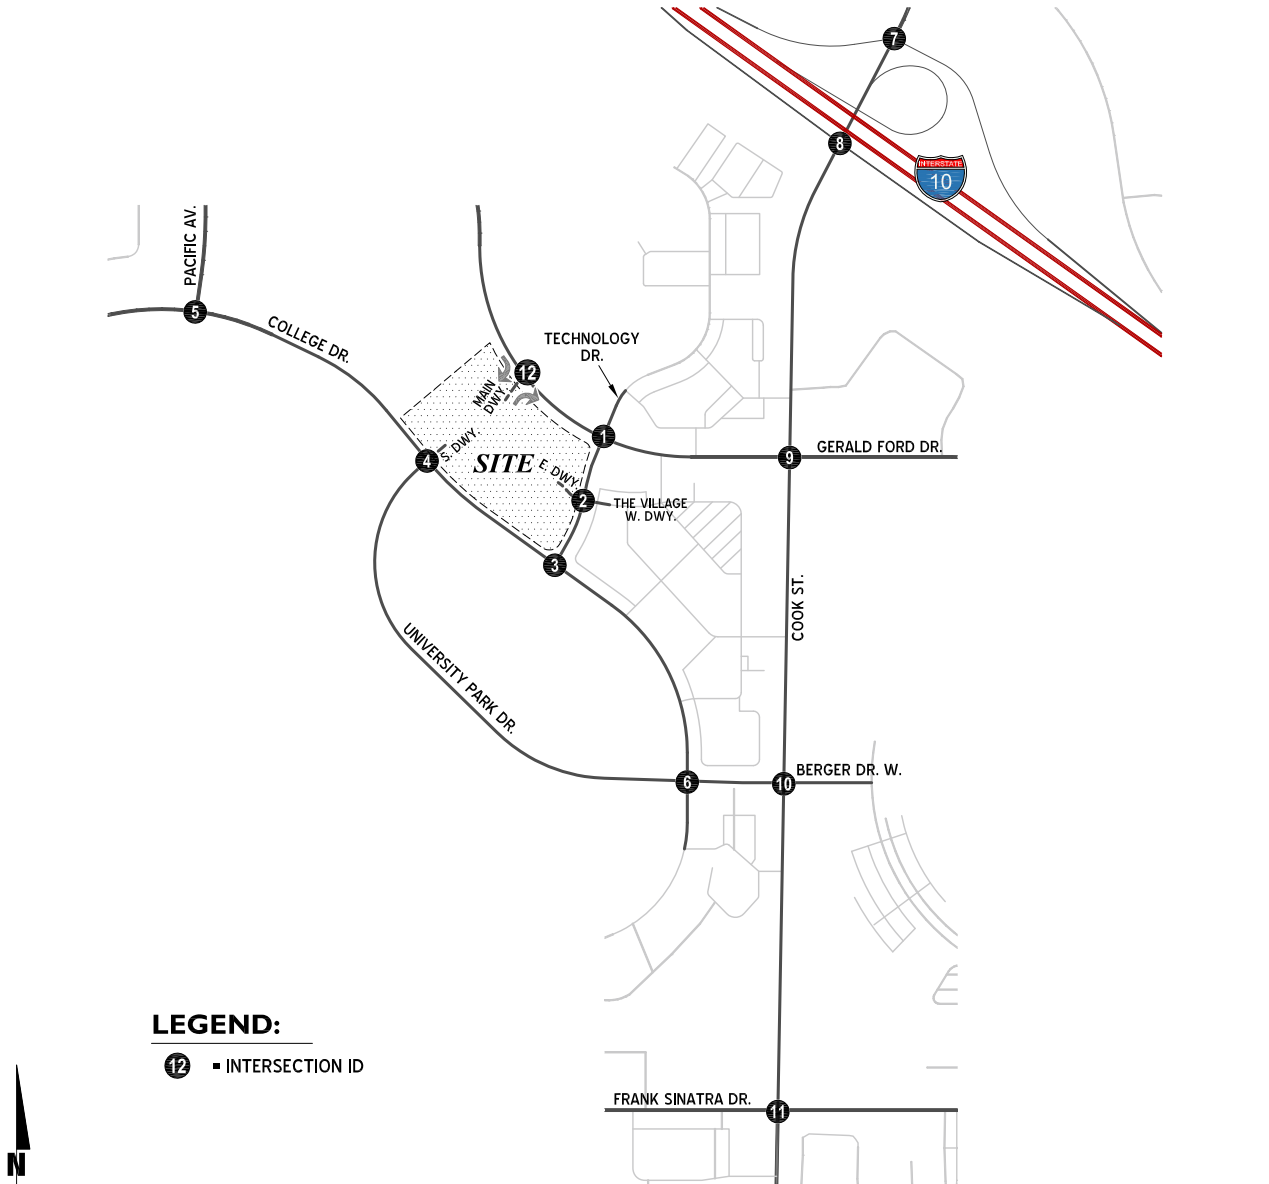 7
8
INTERSTATE
10
PACIFIC AV.
5
COLLEGE DR.
TECHNOLOGY
DR.
12
MAIN
DWY.
1
GERALD FORD DR.
9
4
S. DWY.
SITE
E. DWY.
2
THE VILLAGE
W. DWY.
3
COOK ST.
UNIVERSITY PARK DR.
6
10
BERGER DR. W.
LEGEND:
12 = INTERSECTION ID
FRANK SINATRA DR.
11
N